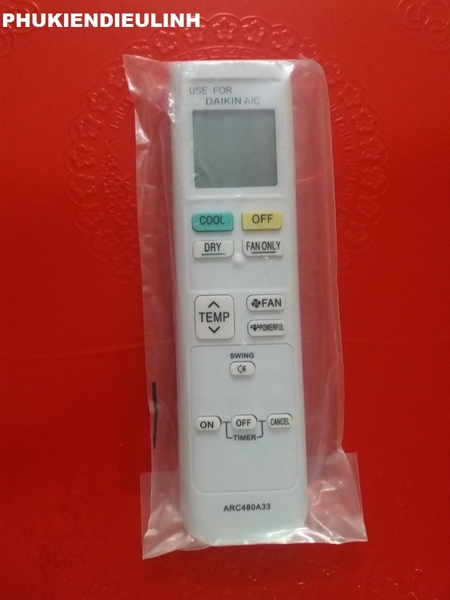 PHUKIENDIEULINH
USE FOR
DAIKIN A/C
COOL OFF
DRY FAN ONLY
TEMP FAN
POWERFUL
SWING
ON OFF CANCEL
TIMER
ARC480A33